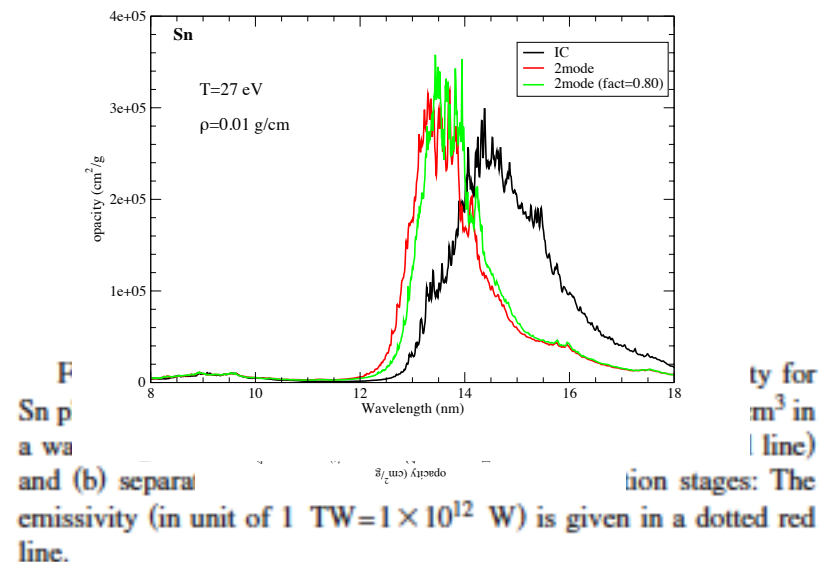 4e+05
Sn
IC
2mode
2mode (fact=0.80)
T=27 eV
3e+05
ρ=0.01 g/cm
opacity (cm²/g
2e+05
1e+05
0
8 10 12 14 16 18
Wavelength (nm)
F ty for
Sn p m³ in
a wa line)
opacity (cm²/g
and (b) separat ion stages: The
emissivity (in unit of 1 TW=1×10¹² W) is given in a dotted red
line.